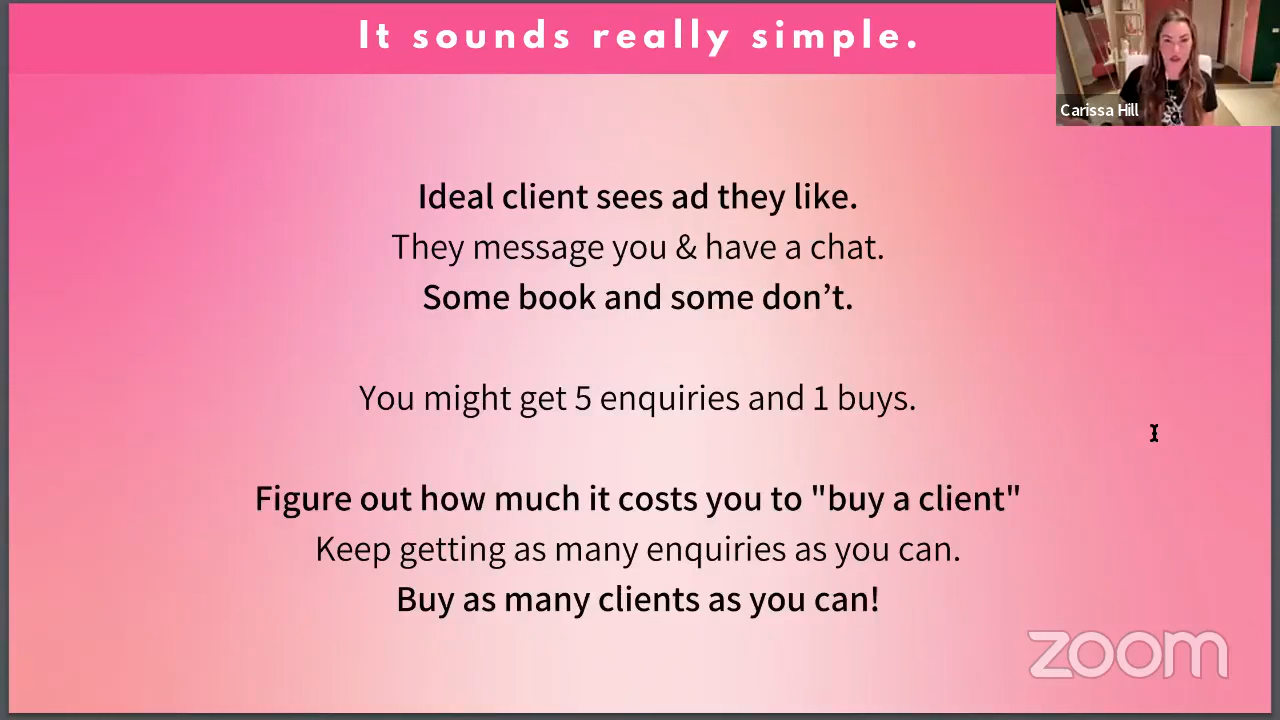 It sounds really simple.
Carissa Hill
Ideal client sees ad they like.
They message you & have a chat.
Some book and some don’t.
You might get 5 enquiries and 1 buys.
Figure out how much it costs you to "buy a client"
Keep getting as many enquiries as you can.
Buy as many clients as you can!
zoom